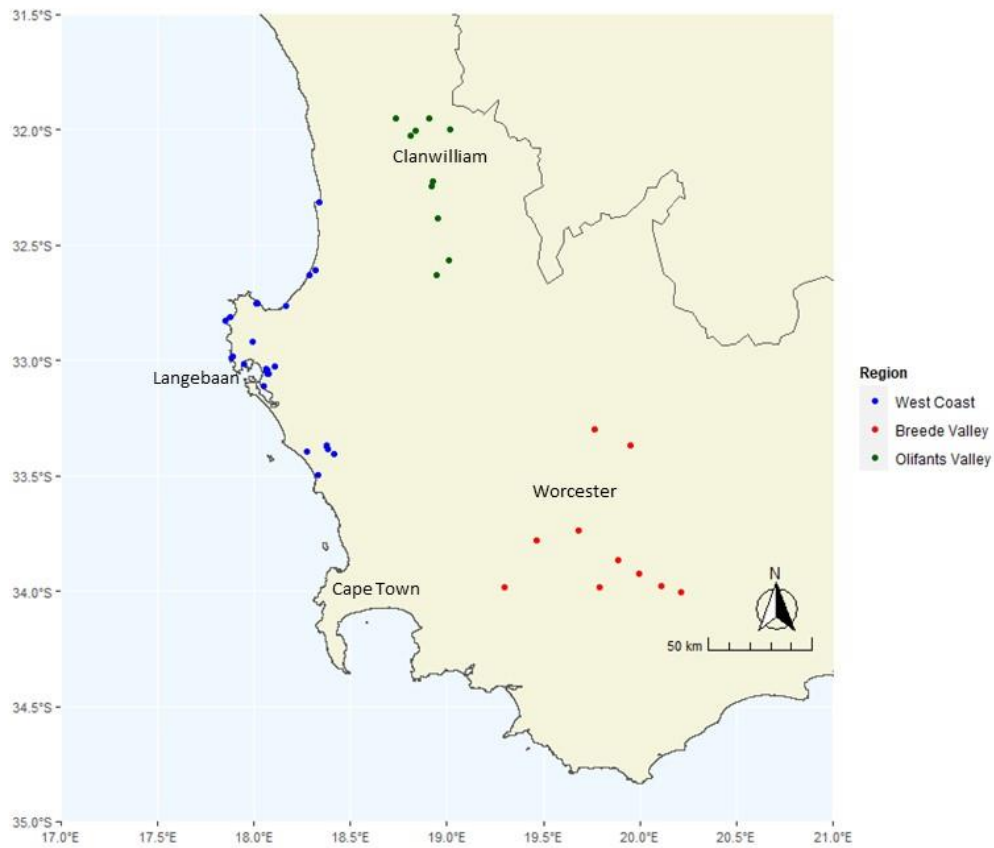 31.5°S
32.0°S
Clanwilliam
32.5°S
33.0°S
Langebaan
33.5°S
Worcester
34.0°S
Cape Town
N
50 km
34.5°S
35.0°S
17.0°E 17.5°E 18.0°E 18.5°E 19.0°E 19.5°E 20.0°E 20.5°E 21.0°E
Region
West Coast
Breede Valley
Olifants Valley